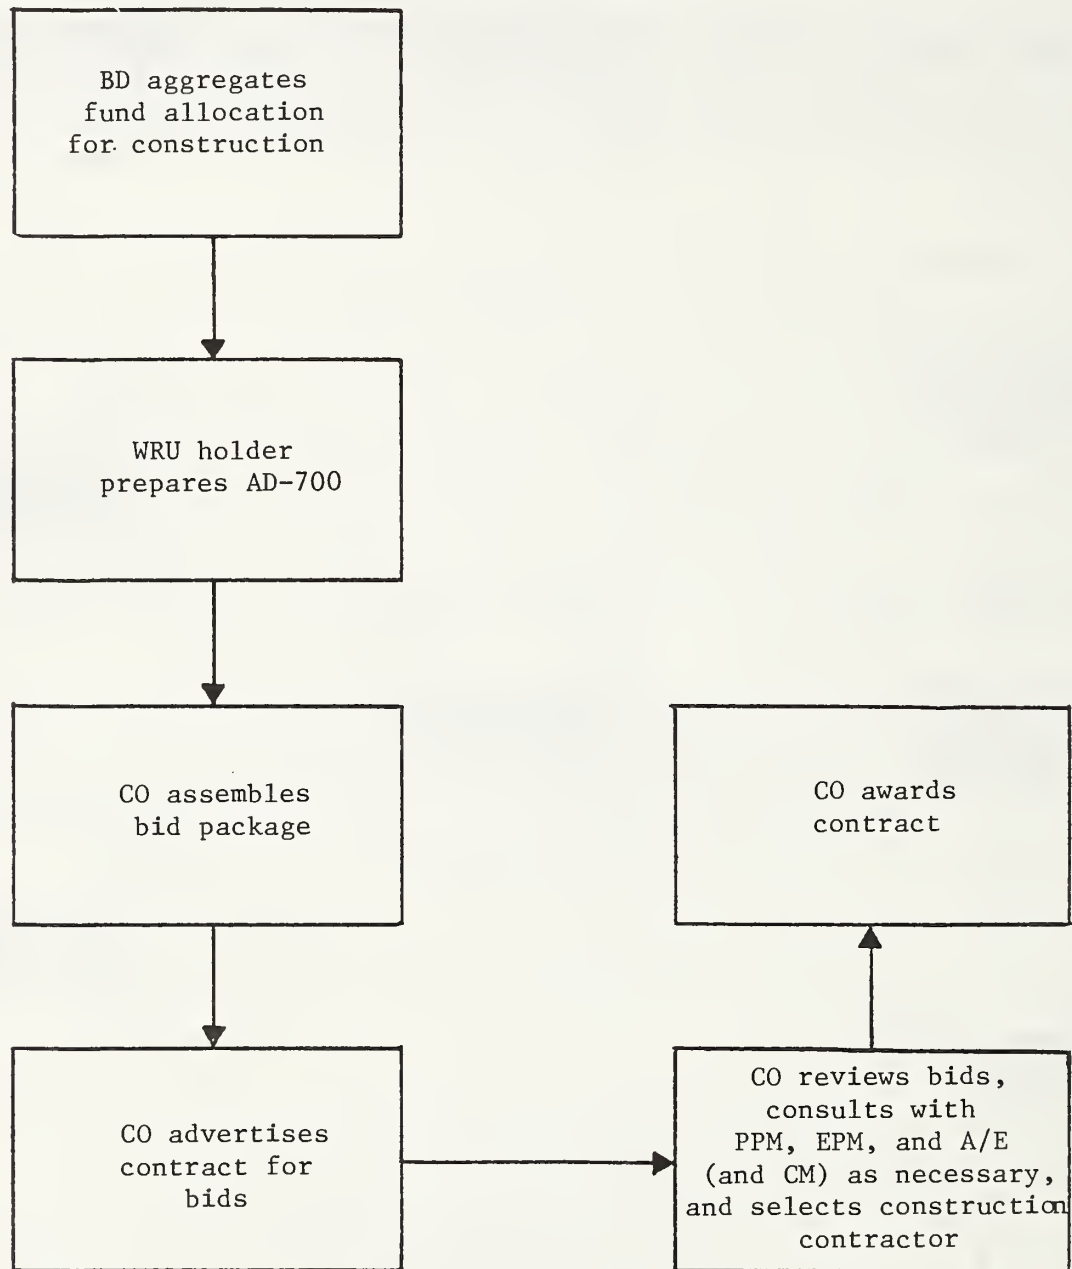 BD aggregates
fund allocation
for construction
WRU holder
prepares AD-700
CO assembles
bid package
CO advertises
contract for
bids
CO reviews bids,
consults with
PPM, EPM, and A/E
(and CM) as necessary,
and selects construction
contractor
CO awards
contract